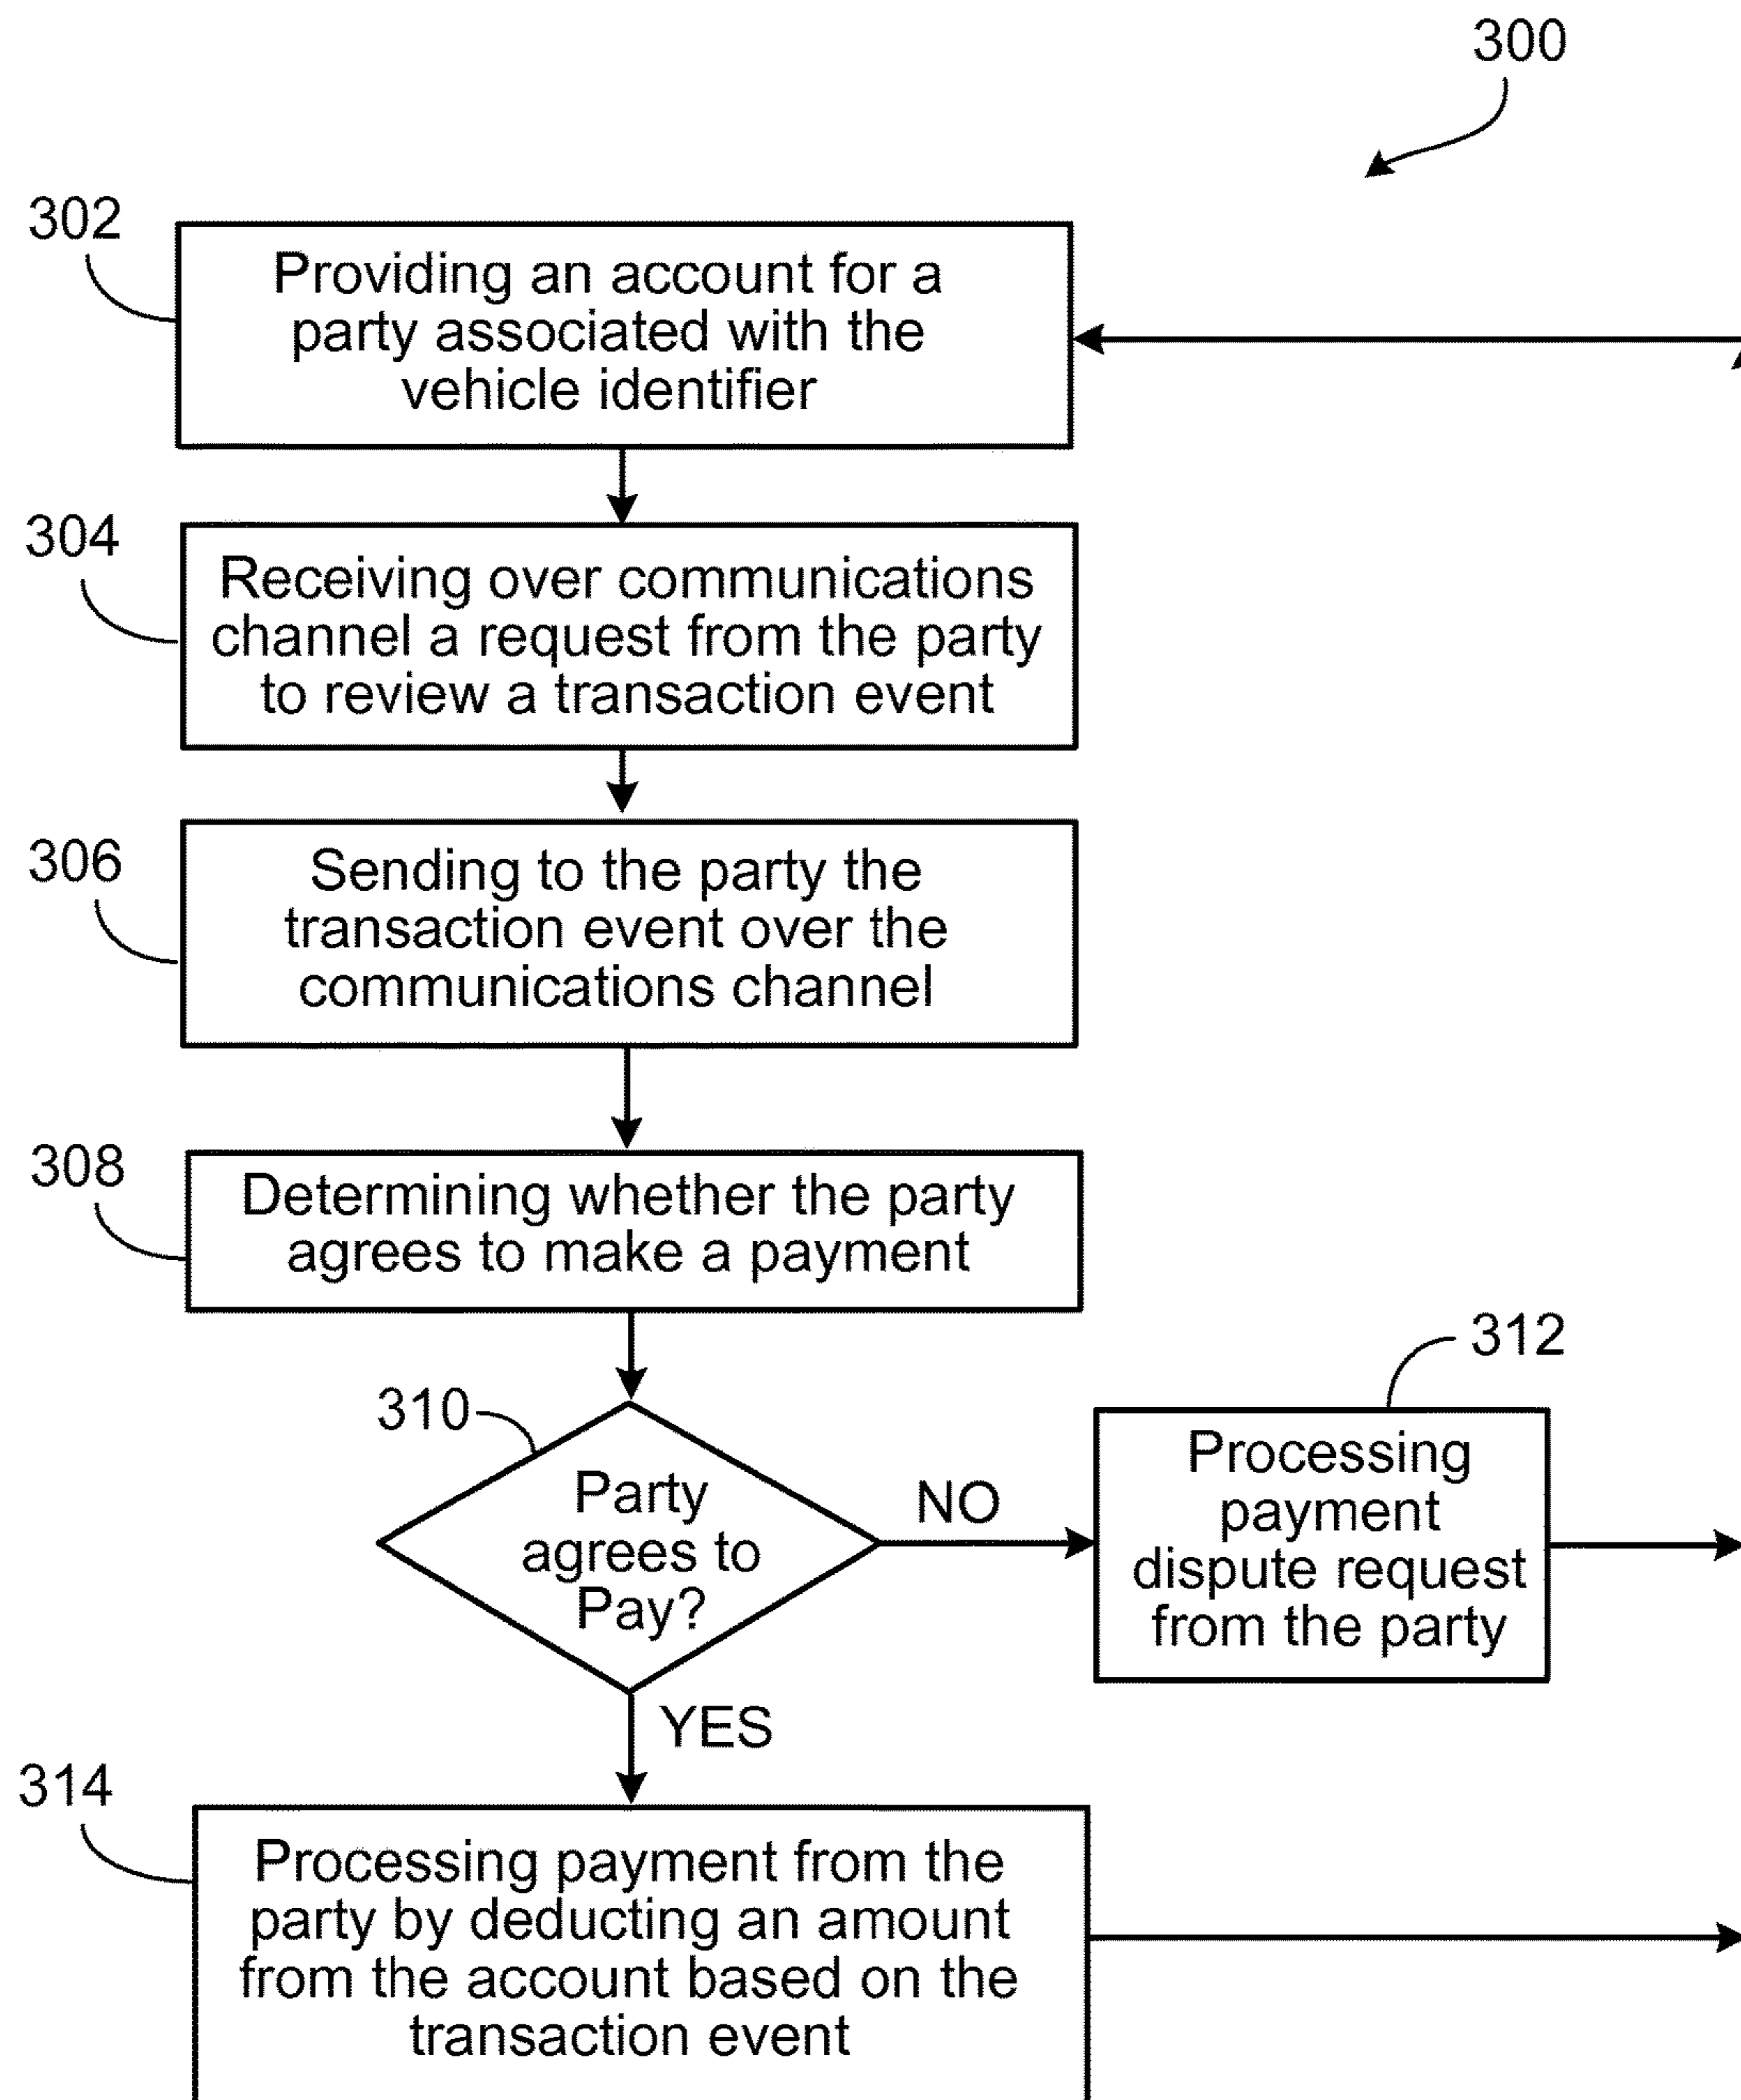 300
302
Providing an account for a
party associated with the
vehicle identifier
304
Receiving over communications
channel a request from the party
to review a transaction event
306
Sending to the party the
transaction event over the
communications channel
308
Determining whether the party
agrees to make a payment
310
Party
agrees to
Pay?
NO
312
Processing
payment
dispute request
from the party
YES
314
Processing payment from the
party by deducting an amount
from the account based on the
transaction event